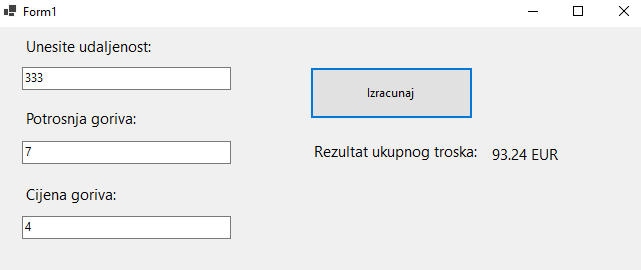 Form1
Unesite udaljenost:
333
Izracunaj
Potrosnja goriva:
7
Rezultat ukupnog troska: 93.24 EUR
Cijena goriva:
4